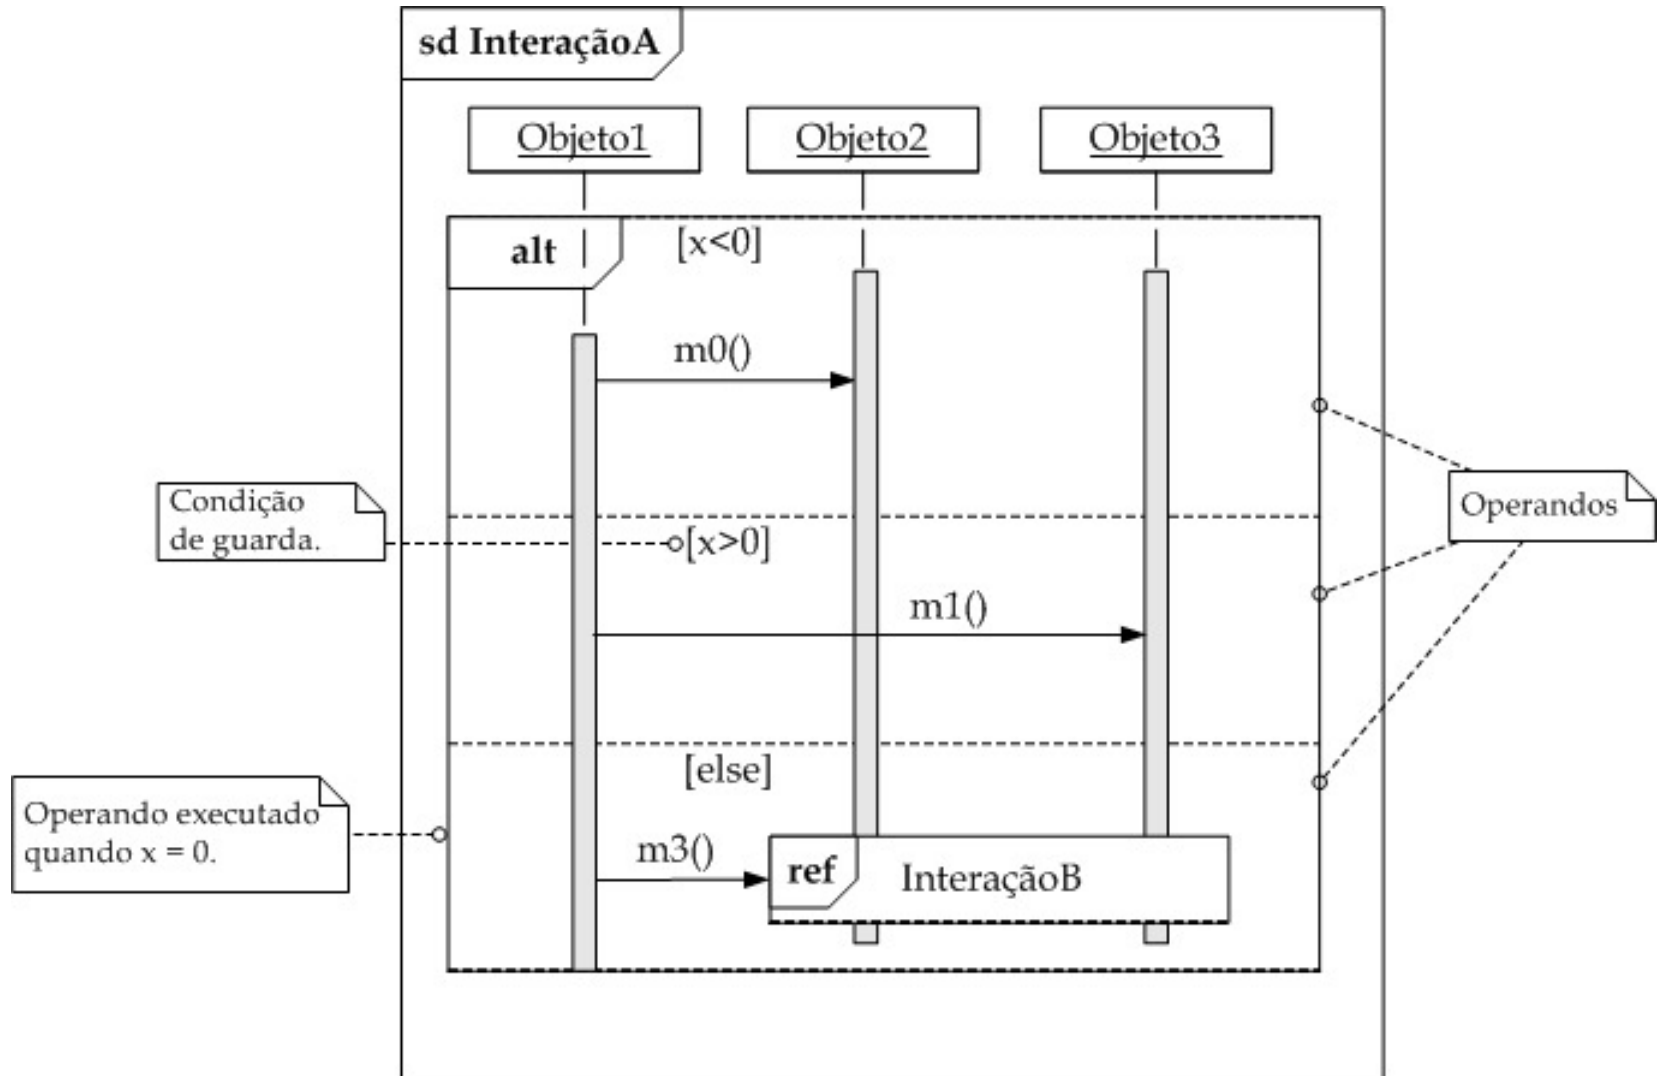 sd InteraçãoA
Objeto1
Objeto2
Objeto3
alt
[x<0]
m0()
Condição
de guarda.
[x>0]
Operandos
m1()
[else]
Operando executado
quando x = 0.
m3()
ref
InteraçãoB